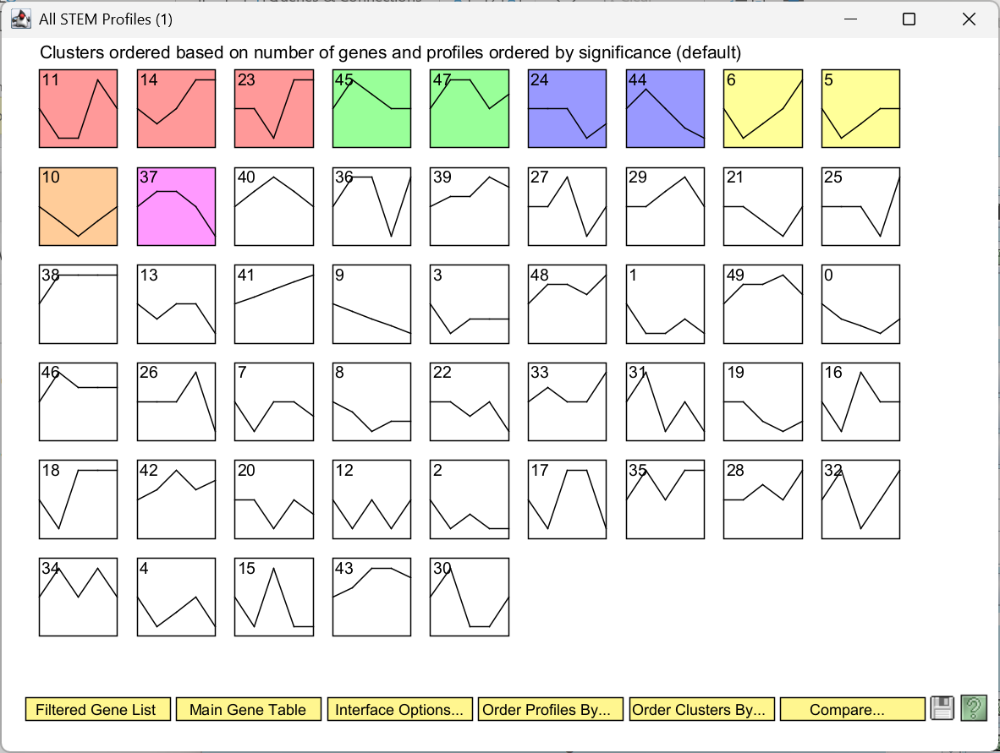 All STEM Profiles (1)
Clusters ordered based on number of genes and profiles ordered by significance (default)
11 14 23 45 47 24 44 6 5
10 37 40 36 39 27 29 21 25
38 13 41 9 3 48 1 49 0
46 26 7 8 22 33 31 19 16
18 42 20 12 2 17 35 28 32
34 4 15 43 30
Filtered Gene List Main Gene Table Interface Options... Order Profiles By... Order Clusters By... Compare... ?